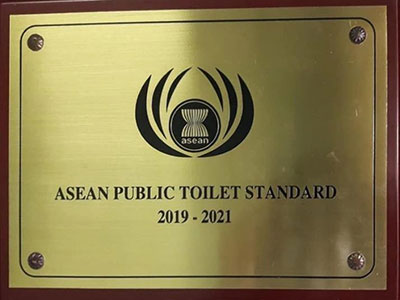 asean
ASEAN PUBLIC TOILET STANDARD
2019 - 2021